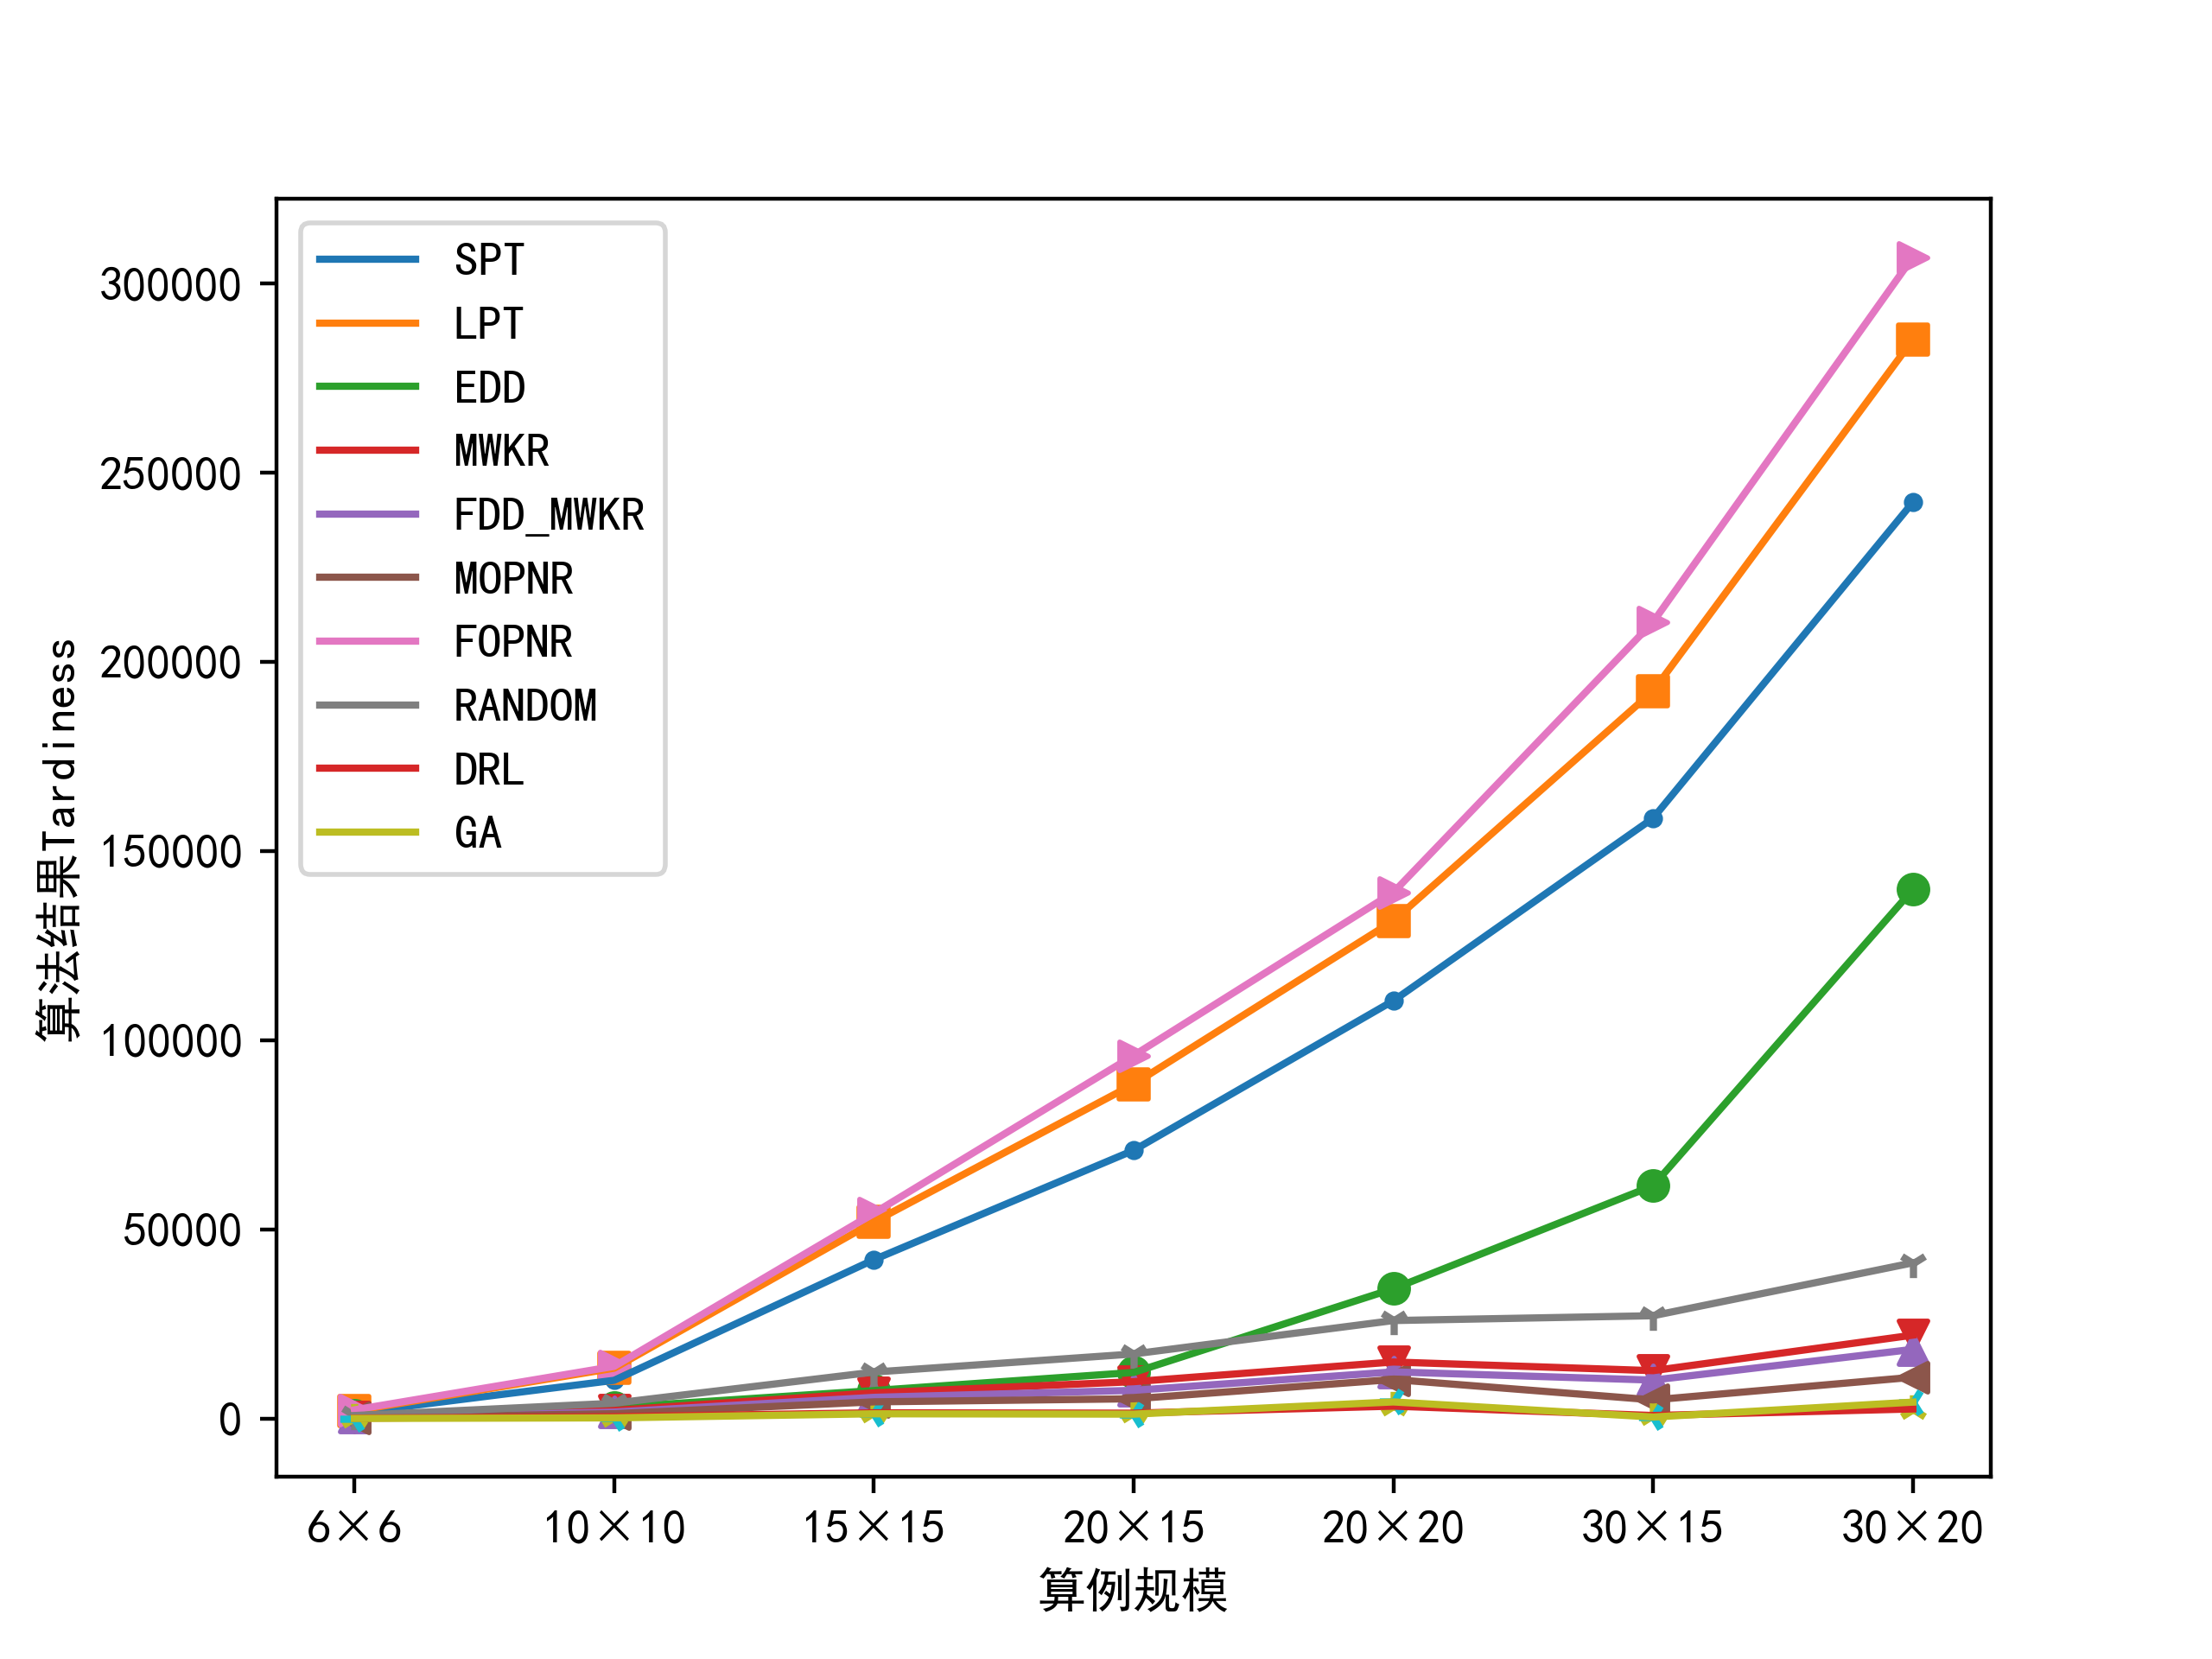 300000
250000
200000
150000
100000
50000
0
算法结果Tardiness
SPT
LPT
EDD
MWKR
FDD_MWKR
MOPNR
FOPNR
RANDOM
DRL
GA
6×6 10×10 15×15 20×15 20×20 30×15 30×20
算例规模